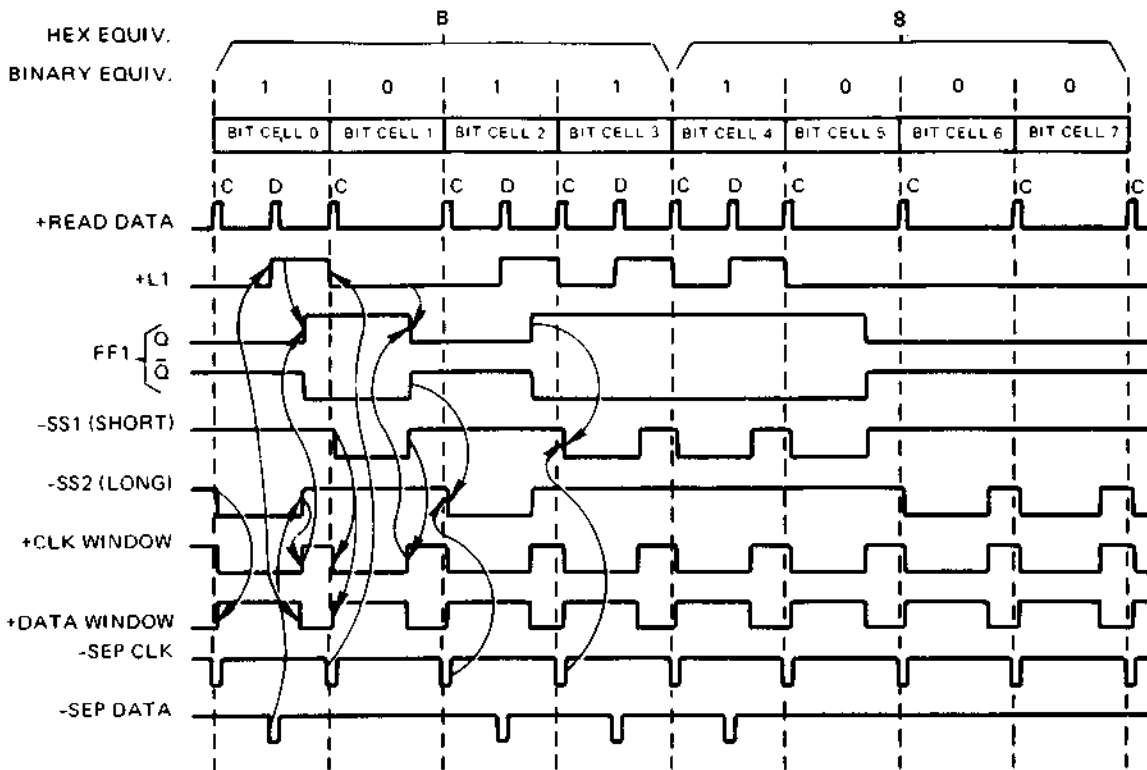 HEX EQUIV. B 8
BINARY EQUIV. 1 0 1 1 1 0 0 0
BIT CELL 0 BIT CELL 1 BIT CELL 2 BIT CELL 3 BIT CELL 4 BIT CELL 5 BIT CELL 6 BIT CELL 7
C D C C D C D C D C C C C
+READ DATA
+L1
FF1 Q
Q̄
-SS1 (SHORT)
-SS2 (LONG)
+CLK WINDOW
+DATA WINDOW
-SEP CLK
-SEP DATA